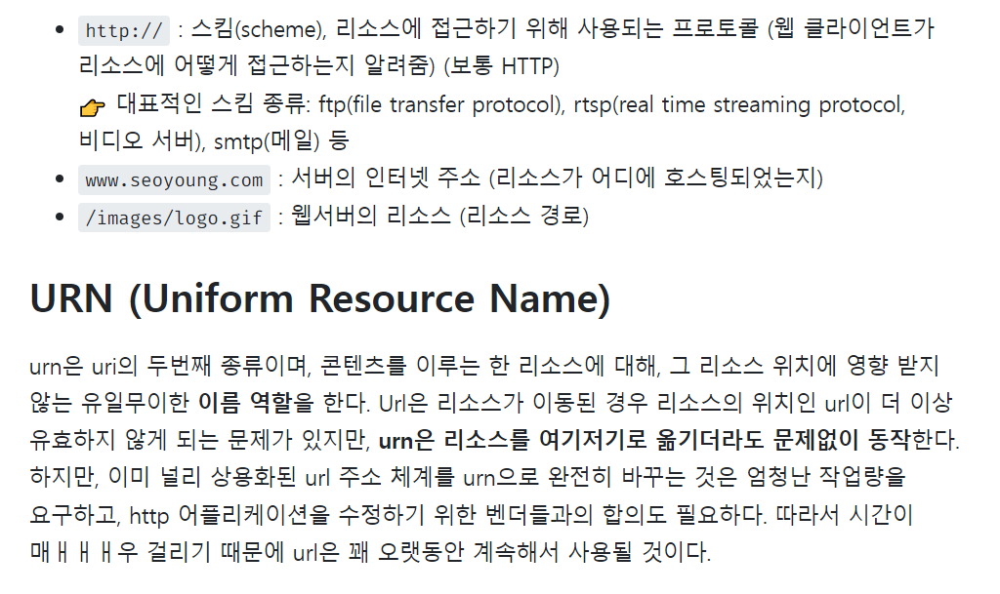 • http:// : 스킴(scheme), 리소스에 접근하기 위해 사용되는 프로토콜 (웹 클라이언트가
리소스에 어떻게 접근하는지 알려줌) (보통 HTTP)
👉 대표적인 스킴 종류: ftp(file transfer protocol), rtsp(real time streaming protocol,
비디오 서버), smtp(메일) 등
• www.seoyoung.com : 서버의 인터넷 주소 (리소스가 어디에 호스팅되었는지)
• /images/logo.gif : 웹서버의 리소스 (리소스 경로)
URN (Uniform Resource Name)
urn은 uri의 두번째 종류이며, 콘텐츠를 이루는 한 리소스에 대해, 그 리소스 위치에 영향 받지
않는 유일무이한 이름 역할을 한다. Url은 리소스가 이동된 경우 리소스의 위치인 url이 더 이상
유효하지 않게 되는 문제가 있지만, urn은 리소스를 여기저기로 옮기더라도 문제없이 동작한다.
하지만, 이미 널리 상용화된 url 주소 체계를 urn으로 완전히 바꾸는 것은 엄청난 작업량을
요구하고, http 어플리케이션을 수정하기 위한 벤더들과의 합의도 필요하다. 따라서 시간이
매ㅐㅐㅐ우 걸리기 때문에 url은 꽤 오랫동안 계속해서 사용될 것이다.